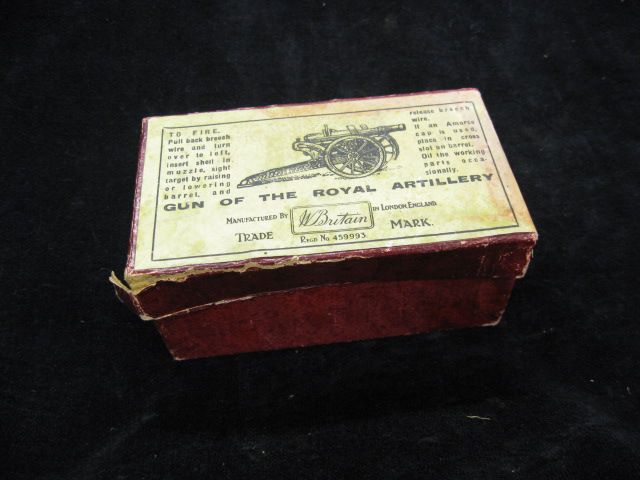 TO FIRE.
Pull back breech
wire and turn
over to left,
insert shell in
muzzle, sight
target by raising
or lowering
barrel, and
release breech
wire.
If an Amorce
cap is used,
place in cross
slot on barrel.
Oil the working
parts occa-
sionally.
GUN OF THE ROYAL ARTILLERY
MANUFACTURED BY W. Britain IN LONDON ENGLAND
TRADE REGD No. 459993. MARK.